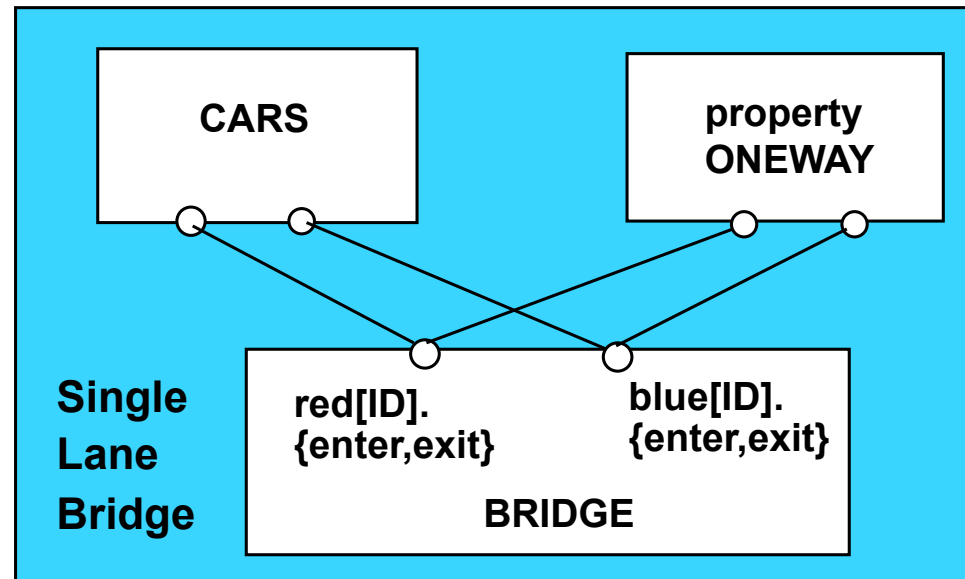 CARS
property
ONEWAY
Single
Lane
Bridge
red[ID].
{enter,exit}
blue[ID].
{enter,exit}
BRIDGE